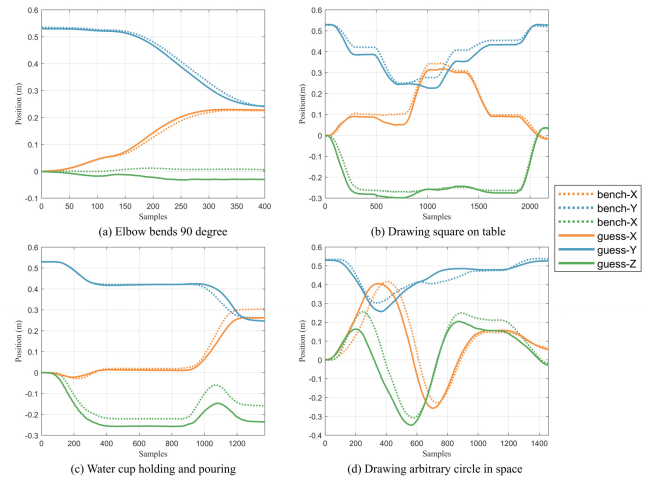 0.6
0.5
0.4
0.3
0.2
0.1
0
-0.1
Position (m)
0 50 100 150 200 250 300 350 400
Samples
(a) Elbow bends 90 degree
0.6
0.5
0.4
0.3
0.2
0.1
0
-0.1
-0.2
-0.3
Position(m)
0 500 1000 1500 2000
Samples
(b) Drawing square on table
bench-X
bench-Y
bench-X
guess-X
guess-Y
guess-Z
0.6
0.5
0.4
0.3
0.2
0.1
0
-0.1
-0.2
-0.3
Position (m)
0 200 400 600 800 1000 1200
Samples
(c) Water cup holding and pouring
0.6
0.5
0.4
0.3
0.2
0.1
0
-0.1
-0.2
-0.3
-0.4
Position(m)
0 200 400 600 800 1000 1200 1400
Samples
(d) Drawing arbitrary circle in space